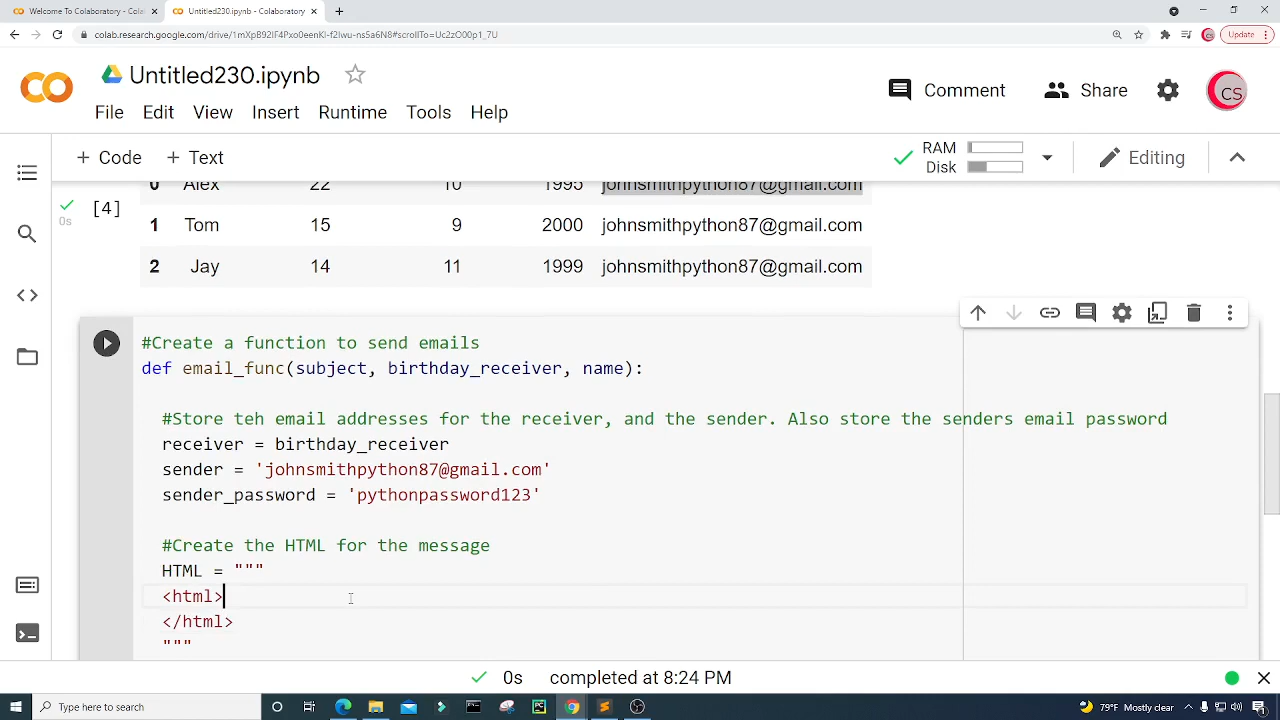 Welcome To Colaboratory - Colab
Untitled230.ipynb - Colaboratory
colab.research.google.com/drive/1mXpB92IF4Pxo0eenKI-f2Iwu-ns5a6N8#scrollTo=Uc2zO00p1_7U
Update
Untitled230.ipynb
File Edit View Insert Runtime Tools Help
Comment
Share
CS
+ Code + Text
RAM
Disk
Editing
0 Alex 22 10 1995 johnsmithpython87@gmail.com
[4]
0s
1 Tom 15 9 2000 johnsmithpython87@gmail.com
2 Jay 14 11 1999 johnsmithpython87@gmail.com
#Create a function to send emails
def email_func(subject, birthday_receiver, name):
#Store teh email addresses for the receiver, and the sender. Also store the senders email password
receiver = birthday_receiver
sender = 'johnsmithpython87@gmail.com'
sender_password = 'pythonpassword123'
#Create the HTML for the message
HTML = """
<html>
</html>
"""
0s completed at 8:24 PM
Type here to search
79°F Mostly clear